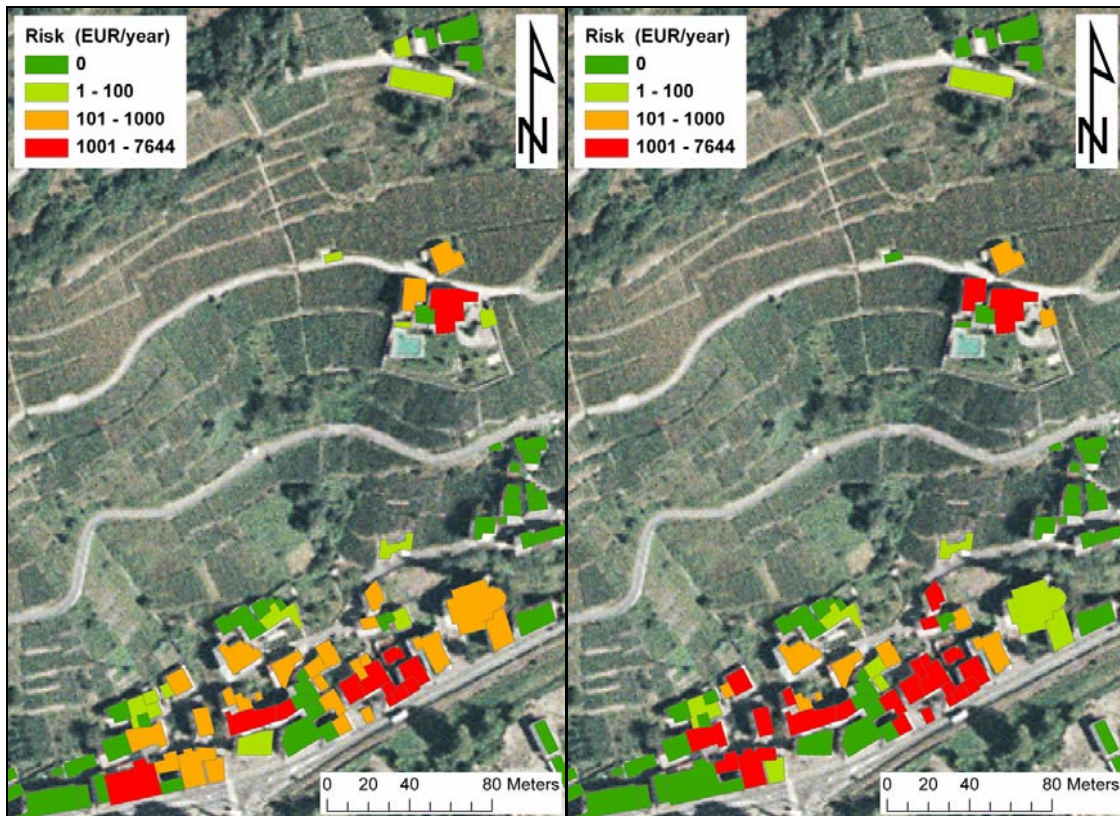 Risk (EUR/year)
0
1 - 100
101 - 1000
1001 - 7644
N
0 20 40 80 Meters
Risk (EUR/year)
0
1 - 100
101 - 1000
1001 - 7644
N
0 20 40 80 Meters